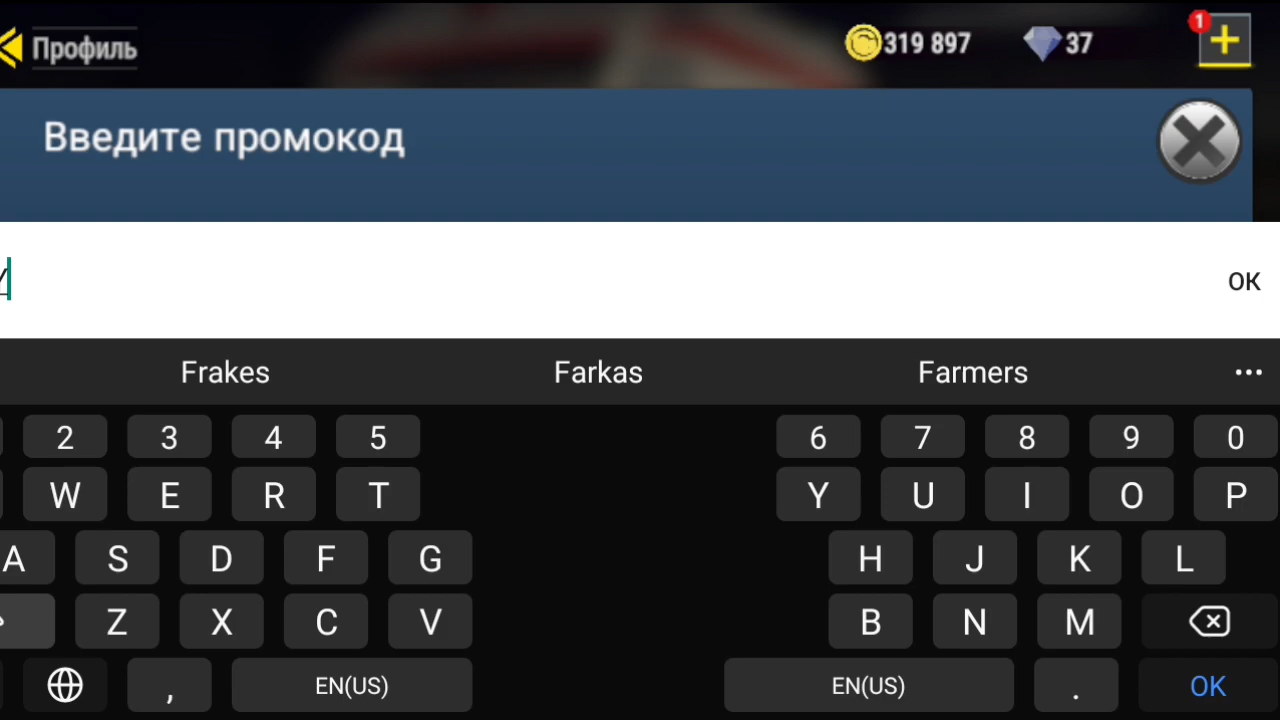 Профиль
319 897
37
1
Введите промокод
ОК
Frakes Farkas Farmers
2 3 4 5 6 7 8 9 0
W E R T Y U I O P
A S D F G H J K L
Z X C V B N M
, EN(US) EN(US) . OK